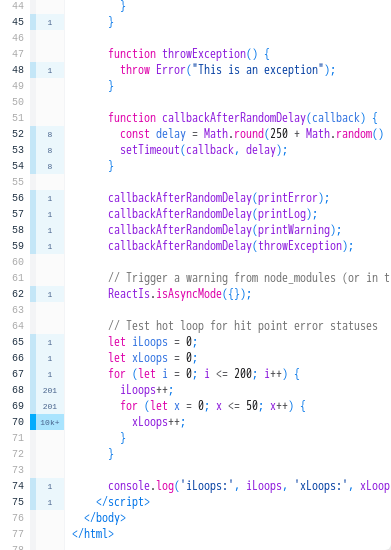 44 }
45 1 }
46
47 function throwException() {
48 1 throw Error("This is an exception");
49 }
50
51 function callbackAfterRandomDelay(callback) {
52 8 const delay = Math.round(250 + Math.random()
53 8 setTimeout(callback, delay);
54 8 }
55
56 1 callbackAfterRandomDelay(printError);
57 1 callbackAfterRandomDelay(printLog);
58 1 callbackAfterRandomDelay(printWarning);
59 1 callbackAfterRandomDelay(throwException);
60
61 // Trigger a warning from node_modules (or in t
62 1 ReactIs.isAsyncMode({});
63
64 // Test hot loop for hit point error statuses
65 1 let iLoops = 0;
66 1 let xLoops = 0;
67 1 for (let i = 0; i <= 200; i++) {
68 201 iLoops++;
69 201 for (let x = 0; x <= 50; x++) {
70 10k+ xLoops++;
71 }
72 }
73
74 1 console.log('iLoops:', iLoops, 'xLoops:', xLoop
75 1 </script>
76 </body>
77 </html>
78